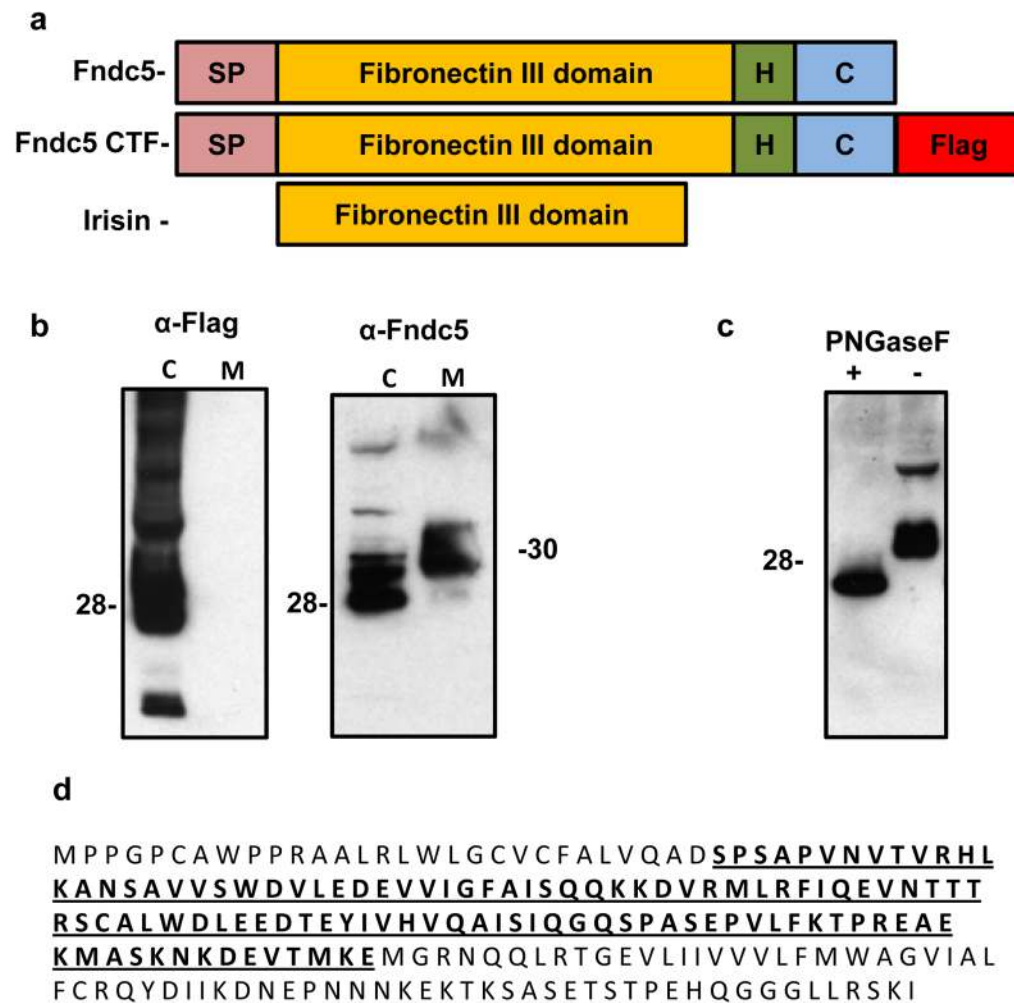 a
Fndc5- SP Fibronectin III domain H C
Fndc5 CTF- SP Fibronectin III domain H C Flag
Irisin - Fibronectin III domain
b α-Flag α-Fndc5 c PNGaseF
C M C M + -
-30
28- 28- 28-
d
M P P G P C A W P P R A A L R L W L G C V C F A L V Q A D S P S A P V N V T V R H L
K A N S A V V S W D V L E D E V V I G F A I S Q Q K K D V R M L R F I Q E V N T T T
R S C A L W D L E E D T E Y I V H V Q A I S I Q G Q S P A S E P V L F K T P R E A E
K M A S K N K D E V T M K E M G R N Q Q L R T G E V L I I V V V L F M W A G V I A L
F C R Q Y D I I K D N E P N N N K E K T K S A S E T S T P E H Q G G G L L R S K I